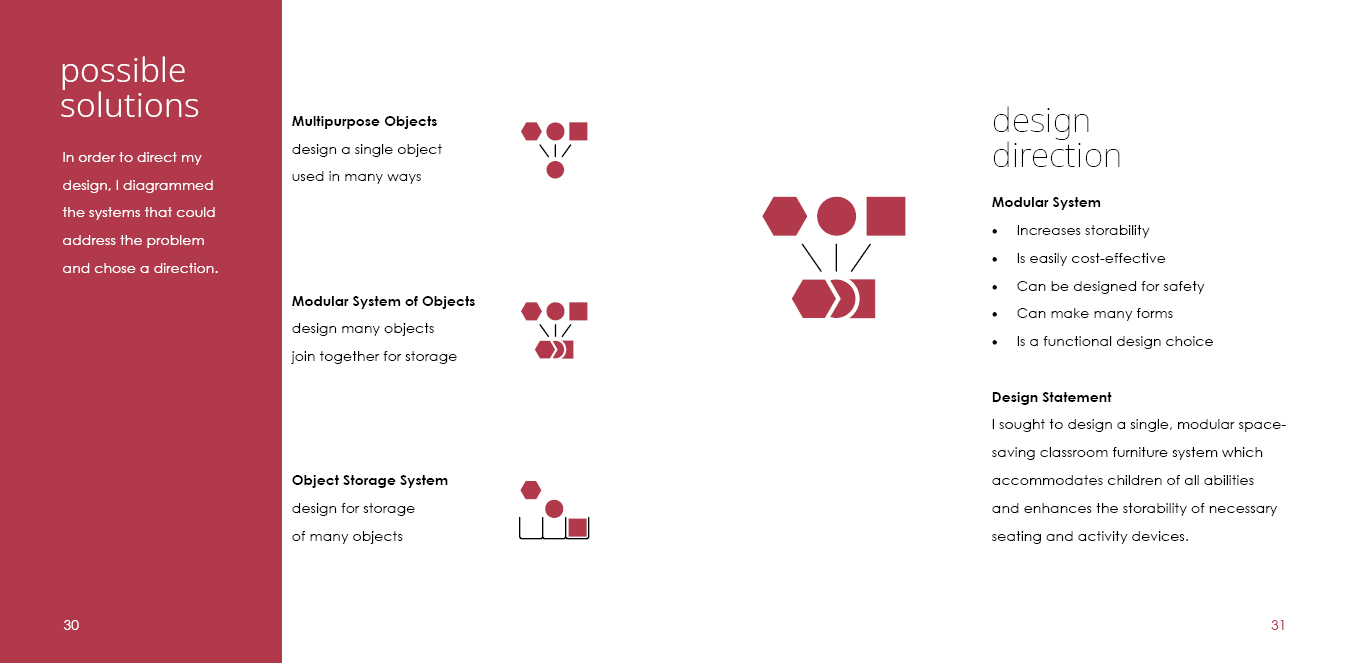 possible
solutions
In order to direct my
design, I diagrammed
the systems that could
address the problem
and chose a direction.
30
Multipurpose Objects
design a single object
used in many ways
Modular System of Objects
design many objects
join together for storage
Object Storage System
design for storage
of many objects
design
direction
Modular System
• Increases storability
• Is easily cost-effective
• Can be designed for safety
• Can make many forms
• Is a functional design choice
Design Statement
I sought to design a single, modular space-
saving classroom furniture system which
accommodates children of all abilities
and enhances the storability of necessary
seating and activity devices.
31